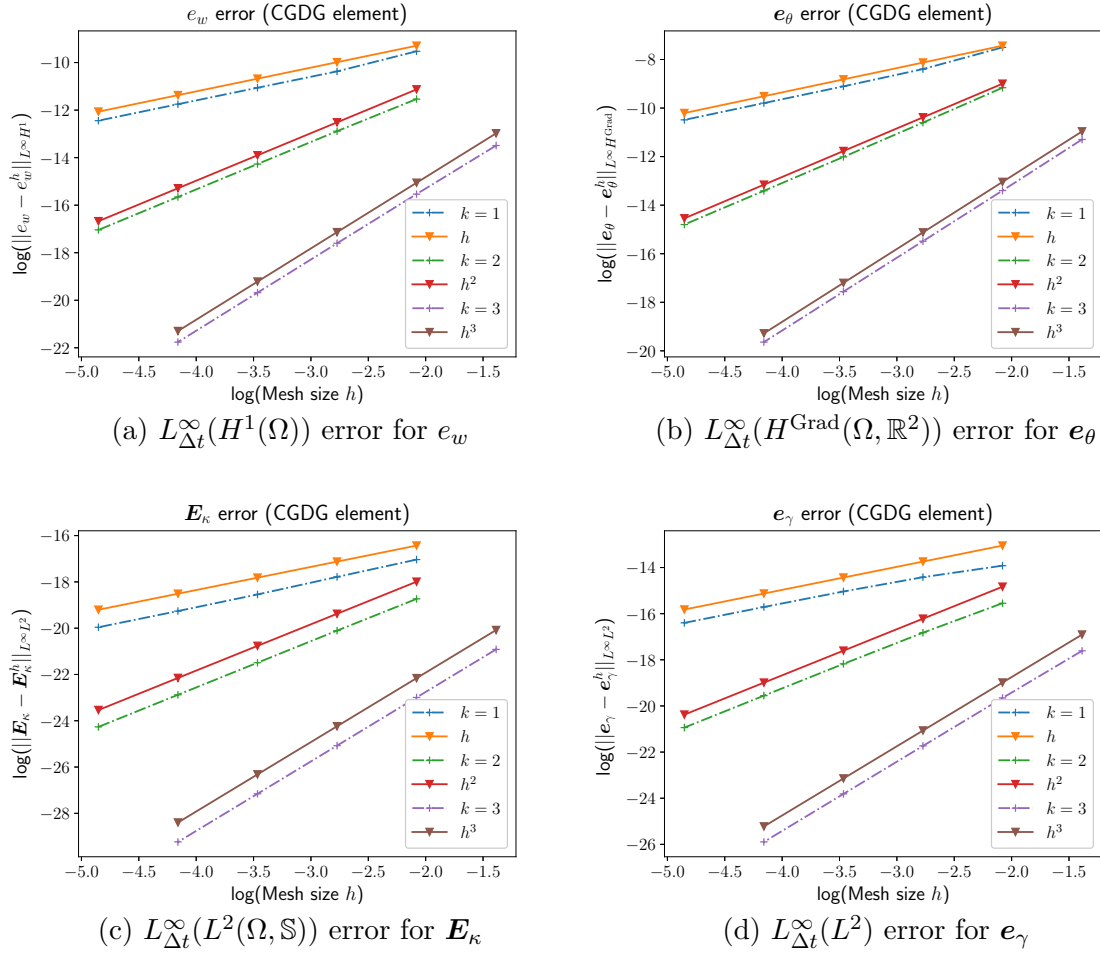 e_w error (CGDG element)
log(||e_w − e_w^h||_{L^∞H^1})
−10
−12
−14
−16
−18
−20
−22
k = 1
h
k = 2
h^2
k = 3
h^3
−5.0 −4.5 −4.0 −3.5 −3.0 −2.5 −2.0 −1.5
log(Mesh size h)
(a) L^∞_{Δt}(H^1(Ω)) error for e_w
e_θ error (CGDG element)
log(||e_θ − e_θ^h||_{L^∞H^{Grad}})
−8
−10
−12
−14
−16
−18
−20
k = 1
h
k = 2
h^2
k = 3
h^3
−5.0 −4.5 −4.0 −3.5 −3.0 −2.5 −2.0 −1.5
log(Mesh size h)
(b) L^∞_{Δt}(H^{Grad}(Ω, ℝ^2)) error for e_θ
E_κ error (CGDG element)
log(||E_κ − E_κ^h||_{L^∞L^2})
−16
−18
−20
−22
−24
−26
−28
k = 1
h
k = 2
h^2
k = 3
h^3
−5.0 −4.5 −4.0 −3.5 −3.0 −2.5 −2.0 −1.5
log(Mesh size h)
(c) L^∞_{Δt}(L^2(Ω, 𝕊)) error for E_κ
e_γ error (CGDG element)
log(||e_γ − e_γ^h||_{L^∞L^2})
−14
−16
−18
−20
−22
−24
−26
k = 1
h
k = 2
h^2
k = 3
h^3
−5.0 −4.5 −4.0 −3.5 −3.0 −2.5 −2.0 −1.5
log(Mesh size h)
(d) L^∞_{Δt}(L^2) error for e_γ